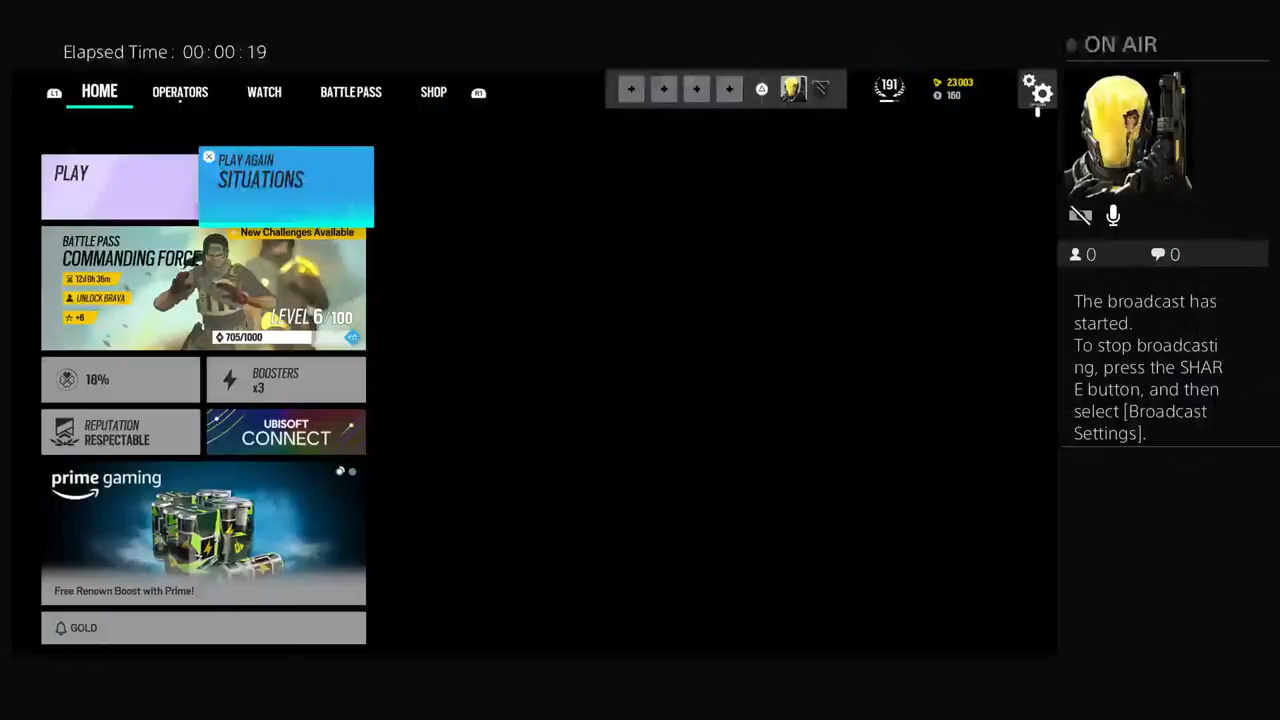 Elapsed Time: 00:00:19
ON AIR
L1 HOME OPERATORS WATCH BATTLE PASS SHOP R1
191
23 003
160
PLAY
PLAY AGAIN
SITUATIONS
New Challenges Available
BATTLE PASS
COMMANDING FORCE
12d 9h 36m
UNLOCK BRAVA
+6
LEVEL 6/100
705/1000
18%
BOOSTERS
x3
REPUTATION
RESPECTABLE
UBISOFT
CONNECT
prime gaming
Free Renown Boost with Prime!
GOLD
0 0
The broadcast has
started.
To stop broadcasti
ng, press the SHAR
E button, and then
select [Broadcast
Settings].